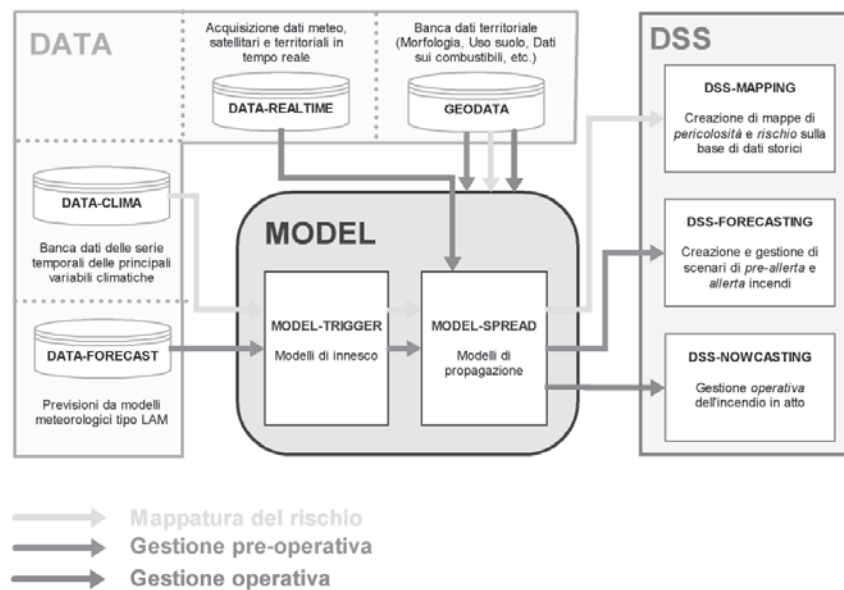 DATA
Acquisizione dati meteo,
satellitari e territoriali in
tempo reale
DATA-REALTIME
Banca dati territoriale
(Morfologia, Uso suolo, Dati
sui combustibili, etc.)
GEODATA
DATA-CLIMA
Banca dati delle serie
temporali delle principali
variabili climatiche
DATA-FORECAST
Previsioni da modelli
meteorologici tipo LAM
MODEL
MODEL-TRIGGER
Modelli di innesco
MODEL-SPREAD
Modelli di
propagazione
DSS
DSS-MAPPING
Creazione di mappe di
pericolosità e rischio sulla
base di dati storici
DSS-FORECASTING
Creazione e gestione di
scenari di pre-allerta e
allerta incendi
DSS-NOWCASTING
Gestione operativa
dell'incendio in atto
Mappatura del rischio
Gestione pre-operativa
Gestione operativa